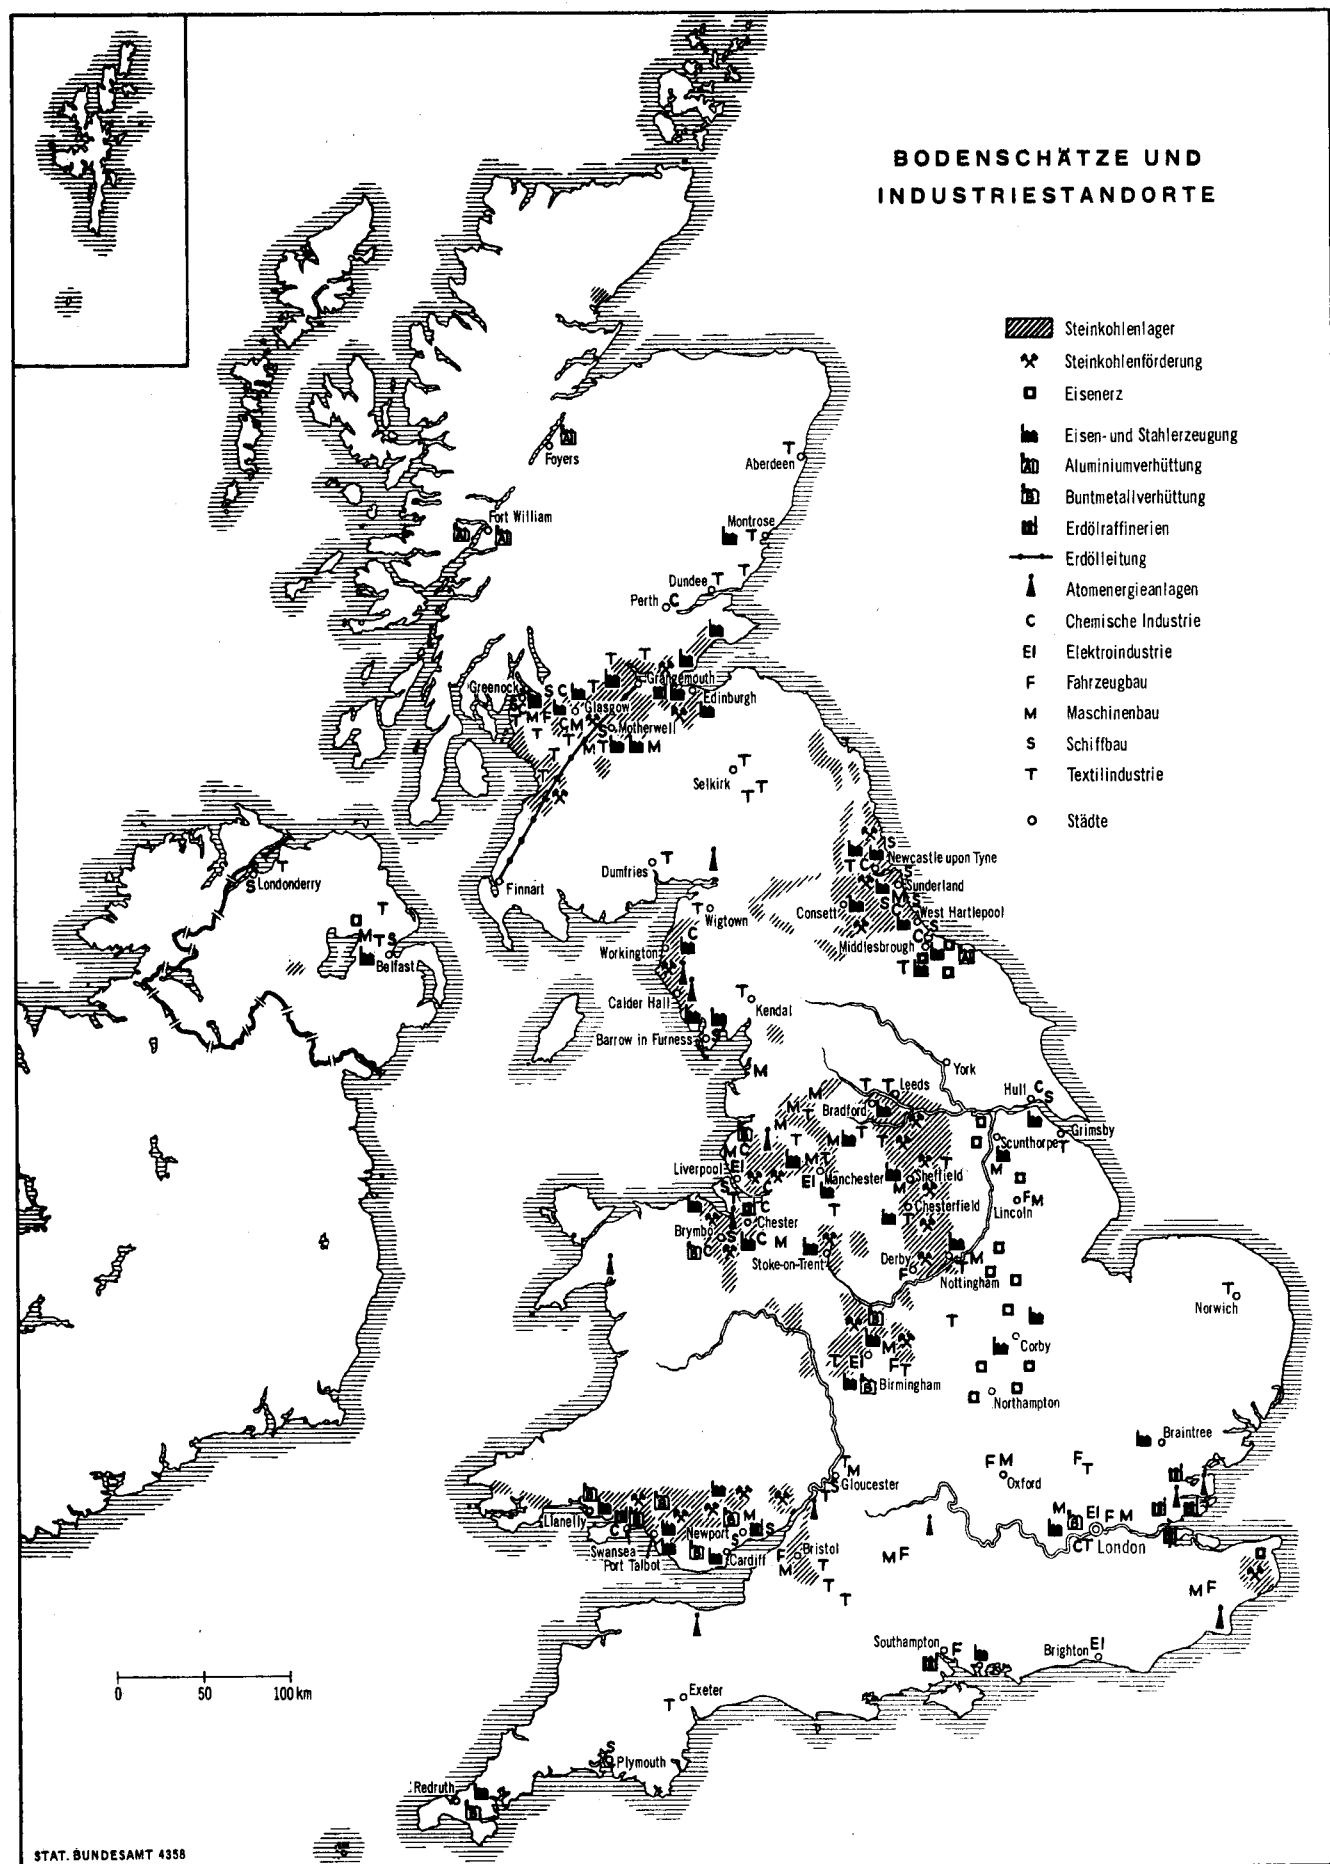 BODENSCHÄTZE UND
INDUSTRIESTANDORTE
Steinkohlenlager
Steinkohlenförderung
Eisenerz
Eisen- und Stahlerzeugung
Aluminiumverhüttung
Buntmetallverhüttung
Erdölraffinerien
Erdölleitung
Atomenergieanlagen
C Chemische Industrie
El Elektroindustrie
F Fahrzeugbau
M Maschinenbau
S Schiffbau
T Textilindustrie
Städte
Foyers
Aberdeen
Fort William
Montrose
Dundee
Perth
Greenock
Grangemouth
Edinburgh
Glasgow
Motherwell
Selkirk
Londonderry
Dumfries
Finnart
Newcastle upon Tyne
Sunderland
Consett
West Hartlepool
Wigtown
Workington
Middlesbrough
Belfast
Calder Hall
Kendal
Barrow in Furness
York
Leeds
Hull
Bradford
Grimsby
Scunthorpe
Liverpool
Manchester
Sheffield
Chesterfield
Lincoln
Chester
Brymbo
Stoke-on-Trent
Derby
Nottingham
Norwich
Corby
Birmingham
Northampton
Braintree
Gloucester
Oxford
Llanelly
Swansea
Port Talbot
Newport
Cardiff
Bristol
London
Southampton
Brighton
Exeter
Plymouth
Redruth
0 50 100 km
STAT. BUNDESAMT 4358